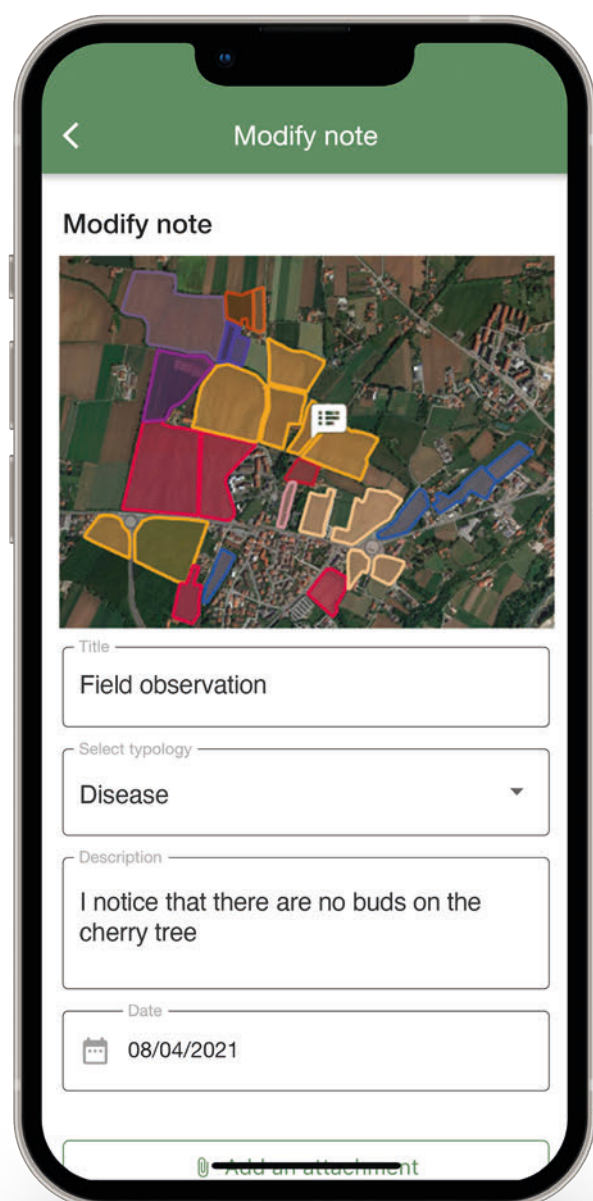 Modify note
Modify note
Title
Field observation
Select typology
Disease
Description
I notice that there are no buds on the
cherry tree
Date
08/04/2021
Add an attachment